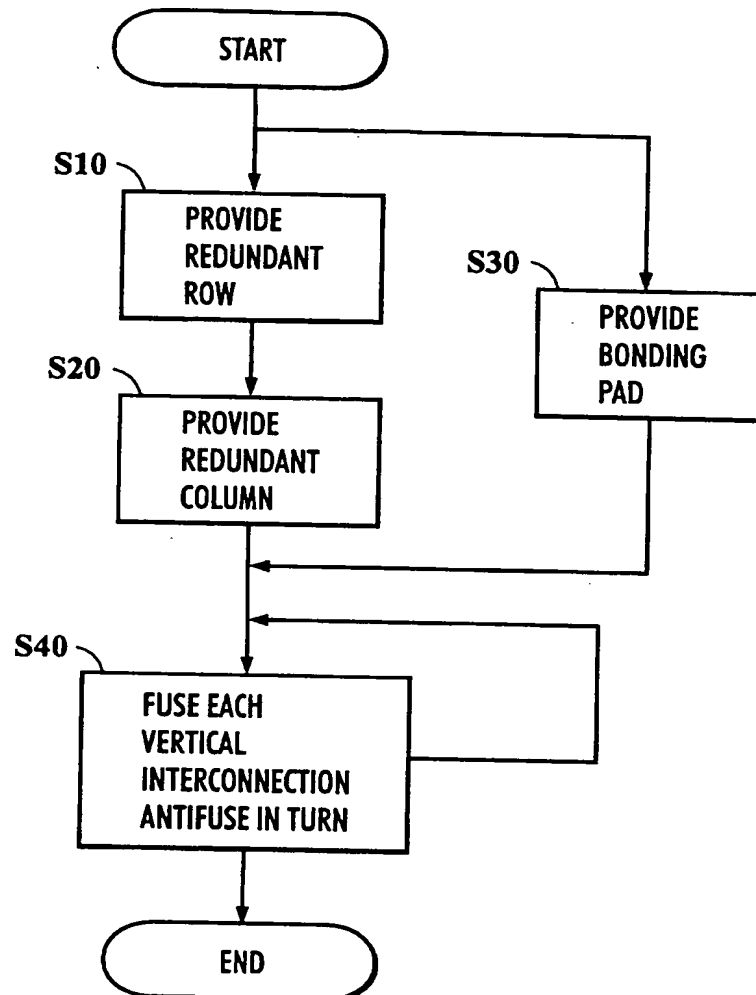 START
S10
PROVIDE
REDUNDANT
ROW
S30
PROVIDE
BONDING
PAD
S20
PROVIDE
REDUNDANT
COLUMN
S40
FUSE EACH
VERTICAL
INTERCONNECTION
ANTIFUSE IN TURN
END